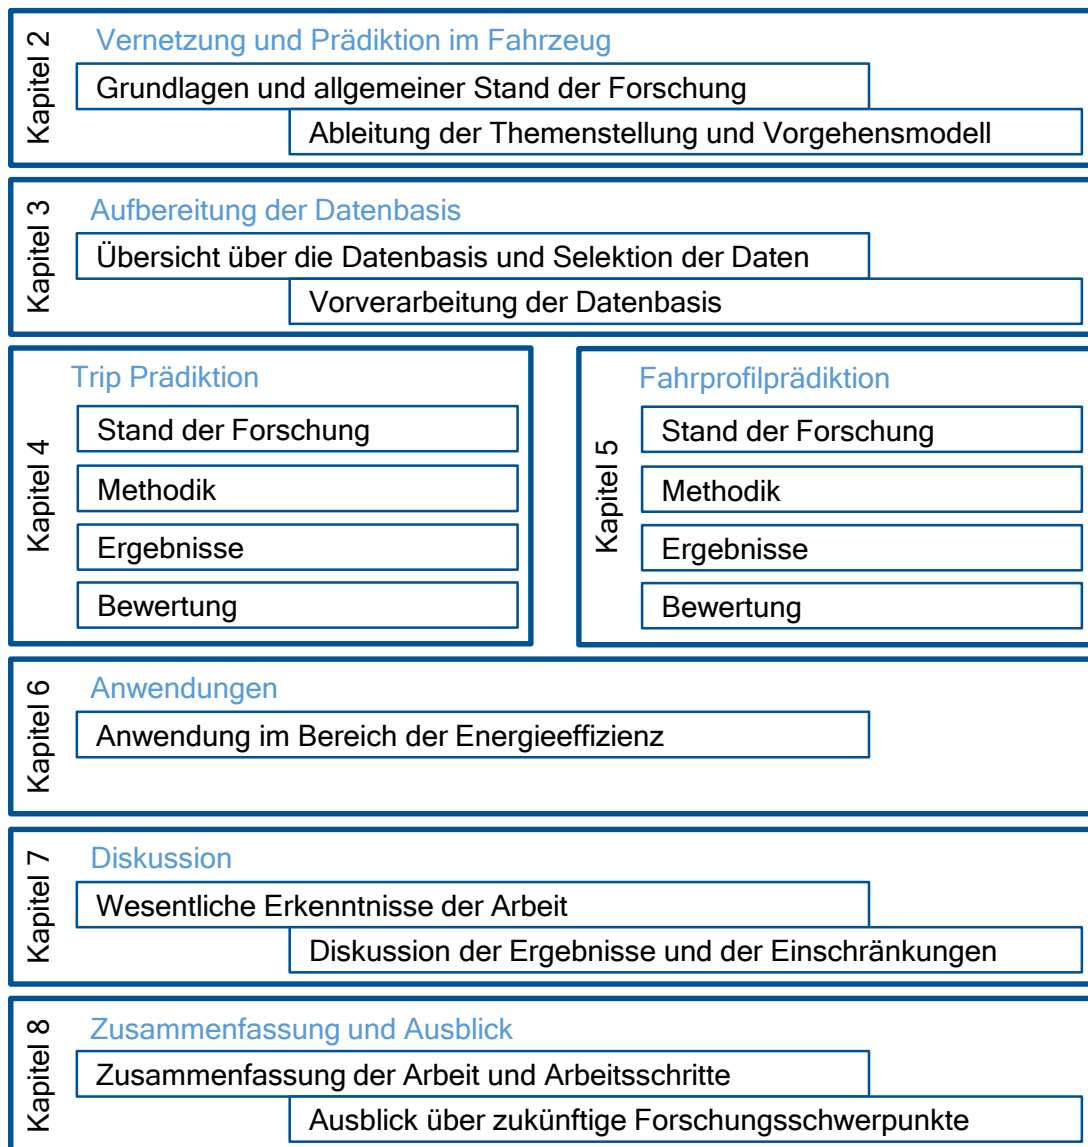 Kapitel 2
Vernetzung und Prädiktion im Fahrzeug
Grundlagen und allgemeiner Stand der Forschung
Ableitung der Themenstellung und Vorgehensmodell
Kapitel 3
Aufbereitung der Datenbasis
Übersicht über die Datenbasis und Selektion der Daten
Vorverarbeitung der Datenbasis
Kapitel 4
Trip Prädiktion
Stand der Forschung
Methodik
Ergebnisse
Bewertung
Kapitel 5
Fahrprofilprädiktion
Stand der Forschung
Methodik
Ergebnisse
Bewertung
Kapitel 6
Anwendungen
Anwendung im Bereich der Energieeffizienz
Kapitel 7
Diskussion
Wesentliche Erkenntnisse der Arbeit
Diskussion der Ergebnisse und der Einschränkungen
Kapitel 8
Zusammenfassung und Ausblick
Zusammenfassung der Arbeit und Arbeitsschritte
Ausblick über zukünftige Forschungsschwerpunkte